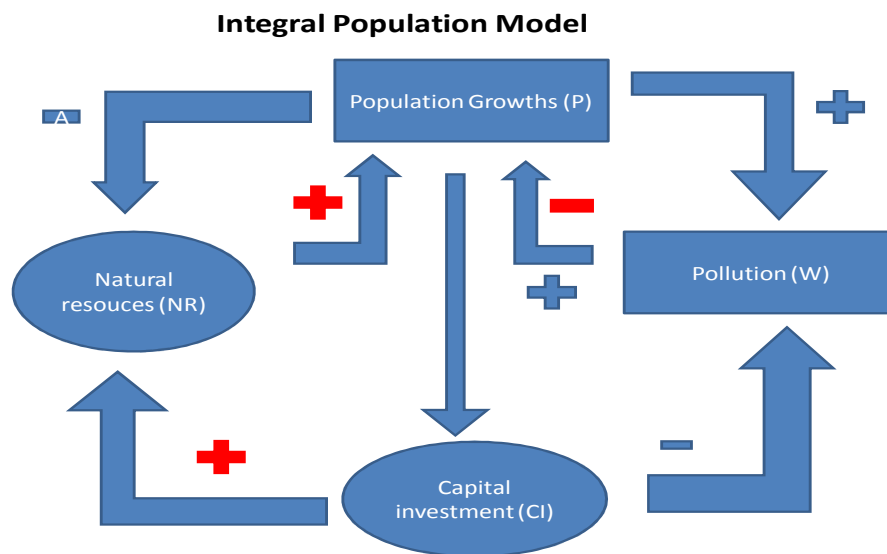 Integral Population Model
Population Growths (P)
A
Natural
resouces (NR)
Pollution (W)
Capital
investment (CI)